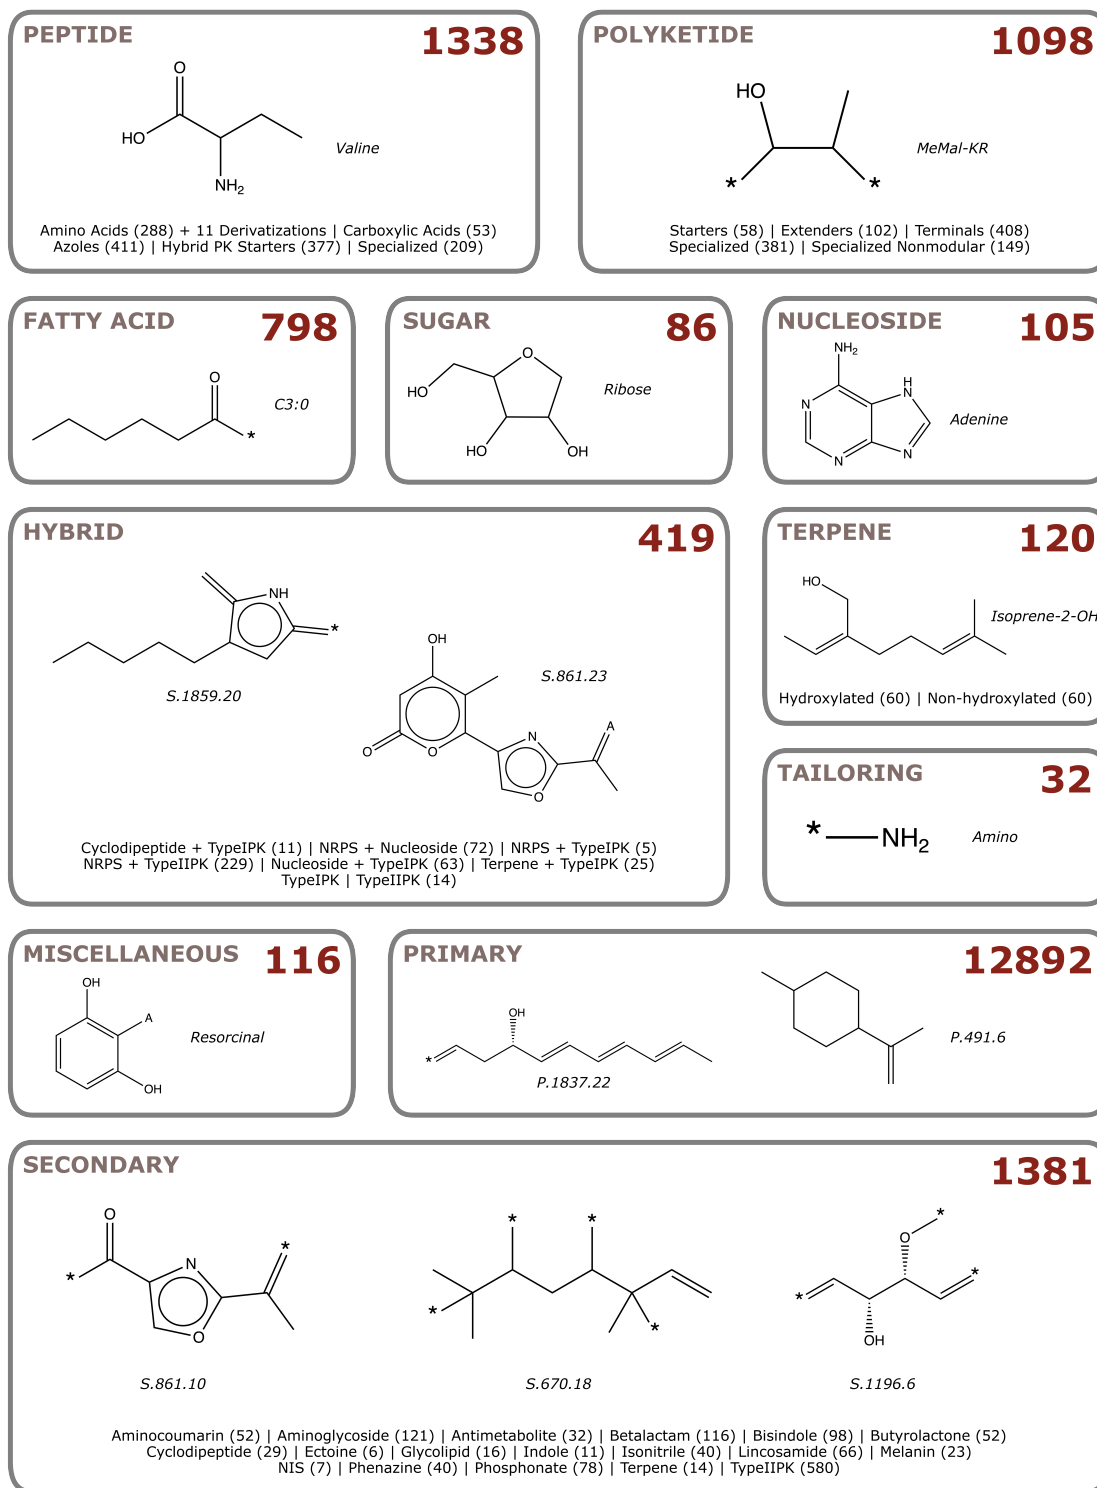 PEPTIDE 1338
O
HO
NH2
Valine
Amino Acids (288) + 11 Derivatizations | Carboxylic Acids (53)
Azoles (411) | Hybrid PK Starters (377) | Specialized (209)
POLYKETIDE 1098
HO
* *
MeMal-KR
Starters (58) | Extenders (102) | Terminals (408)
Specialized (381) | Specialized Nonmodular (149)
FATTY ACID 798
O
*
C3:0
SUGAR 86
O
HO
HO OH
Ribose
NUCLEOSIDE 105
NH2
N H N
N N
Adenine
HYBRID 419
NH
*
S.1859.20
OH
O O
N
O
A
S.861.23
Cyclodipeptide + TypeIPK (11) | NRPS + Nucleoside (72) | NRPS + TypeIPK (5)
NRPS + TypeIIPK (229) | Nucleoside + TypeIPK (63) | Terpene + TypeIPK (25)
TypeIPK | TypeIIPK (14)
TERPENE 120
HO
Isoprene-2-OH
Hydroxylated (60) | Non-hydroxylated (60)
TAILORING 32
* NH2
Amino
MISCELLANEOUS 116
OH
A
OH
Resorcinal
PRIMARY 12892
OH
*
P.1837.22
P.491.6
SECONDARY 1381
O
*
N
O
*
S.861.10
* *
*
*
S.670.18
*
O
* *
OH
S.1196.6
Aminocoumarin (52) | Aminoglycoside (121) | Antimetabolite (32) | Betalactam (116) | Bisindole (98) | Butyrolactone (52)
Cyclodipeptide (29) | Ectoine (6) | Glycolipid (16) | Indole (11) | Isonitrile (40) | Lincosamide (66) | Melanin (23)
NIS (7) | Phenazine (40) | Phosphonate (78) | Terpene (14) | TypeIIPK (580)